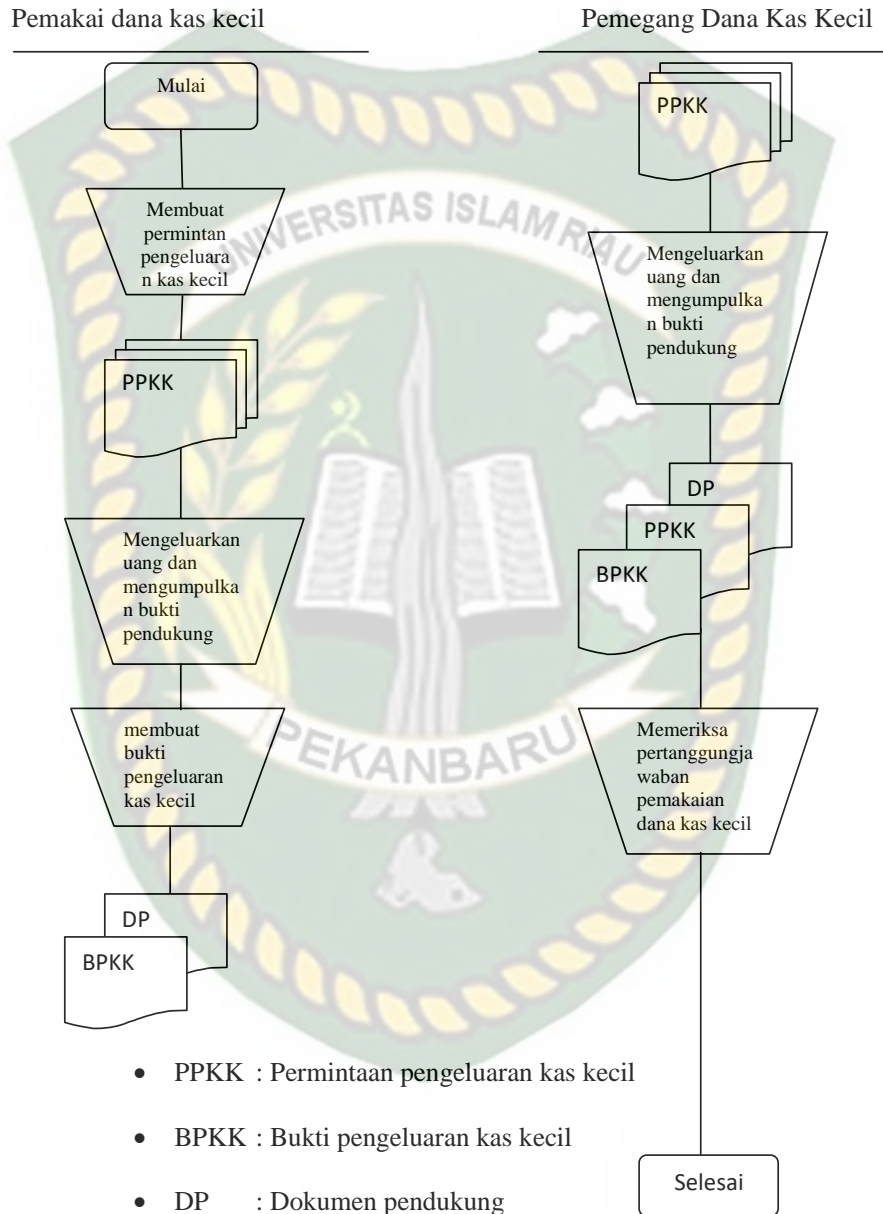 Pemakai dana kas kecil
Mulai
Membuat
permintan
pengeluara
n kas kecil
PPKK
Mengeluarkan
uang dan
mengumpulka
n bukti
pendukung
membuat
bukti
pengeluaran
kas kecil
DP
BPKK
Pemegang Dana Kas Kecil
PPKK
Mengeluarkan
uang dan
mengumpulka
n bukti
pendukung
DP
PPKK
BPKK
Memeriksa
pertanggungja
waban
pemakaian
dana kas kecil
Selesai
• PPKK : Permintaan pengeluaran kas kecil
• BPKK : Bukti pengeluaran kas kecil
• DP : Dokumen pendukung
UNIVERSITAS ISLAM RIAU
PEKANBARU